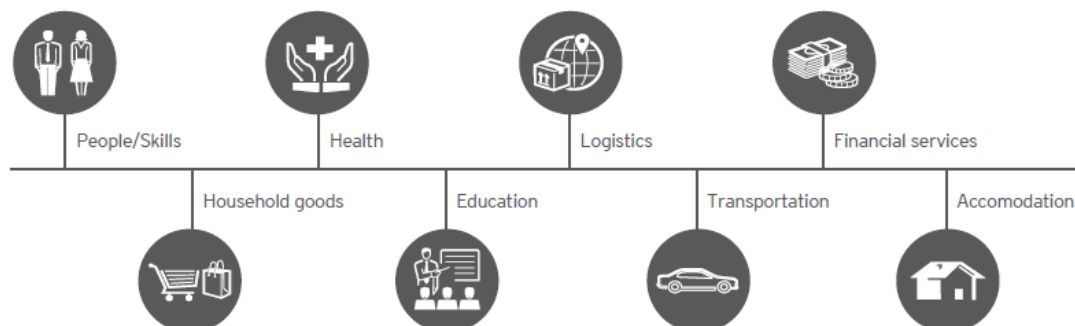 People/Skills
Health
Logistics
Financial services
Household goods
Education
Transportation
Accomodation